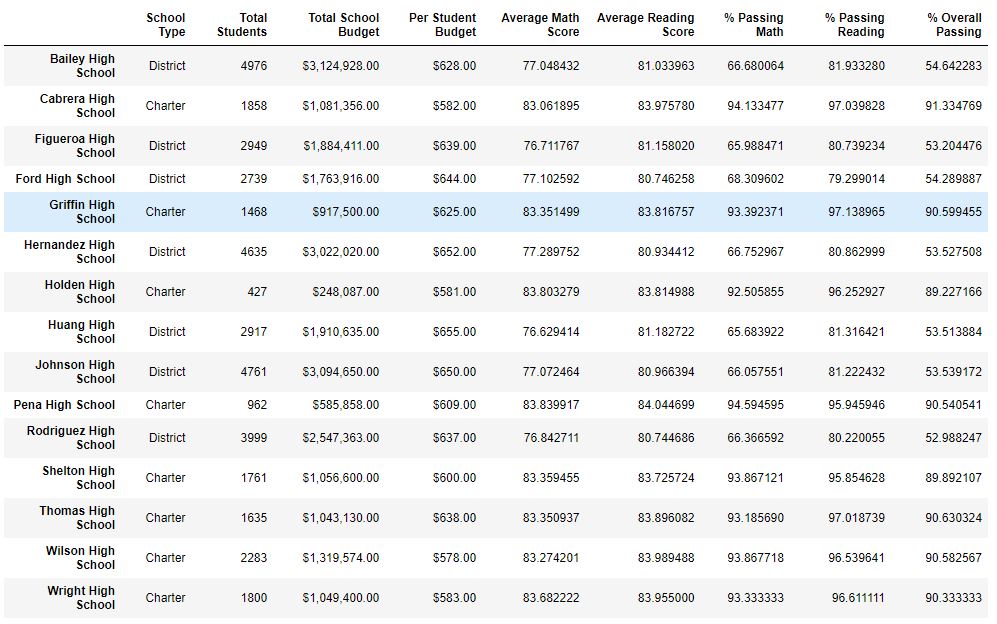 School Type Total Students Total School Budget Per Student Budget Average Math Score Average Reading Score % Passing Math % Passing Reading % Overall Passing
Bailey High School District 4976 $3,124,928.00 $628.00 77.048432 81.033963 66.680064 81.933280 54.642283
Cabrera High School Charter 1858 $1,081,356.00 $582.00 83.061895 83.975780 94.133477 97.039828 91.334769
Figueroa High School District 2949 $1,884,411.00 $639.00 76.711767 81.158020 65.988471 80.739234 53.204476
Ford High School District 2739 $1,763,916.00 $644.00 77.102592 80.746258 68.309602 79.299014 54.289887
Griffin High School Charter 1468 $917,500.00 $625.00 83.351499 83.816757 93.392371 97.138965 90.599455
Hernandez High School District 4635 $3,022,020.00 $652.00 77.289752 80.934412 66.752967 80.862999 53.527508
Holden High School Charter 427 $248,087.00 $581.00 83.803279 83.814988 92.505855 96.252927 89.227166
Huang High School District 2917 $1,910,635.00 $655.00 76.629414 81.182722 65.683922 81.316421 53.513884
Johnson High School District 4761 $3,094,650.00 $650.00 77.072464 80.966394 66.057551 81.222432 53.539172
Pena High School Charter 962 $585,858.00 $609.00 83.839917 84.044699 94.594595 95.945946 90.540541
Rodriguez High School District 3999 $2,547,363.00 $637.00 76.842711 80.744686 66.366592 80.220055 52.988247
Shelton High School Charter 1761 $1,056,600.00 $600.00 83.359455 83.725724 93.867121 95.854628 89.892107
Thomas High School Charter 1635 $1,043,130.00 $638.00 83.350937 83.896082 93.185690 97.018739 90.630324
Wilson High School Charter 2283 $1,319,574.00 $578.00 83.274201 83.989488 93.867718 96.539641 90.582567
Wright High School Charter 1800 $1,049,400.00 $583.00 83.682222 83.955000 93.333333 96.611111 90.333333